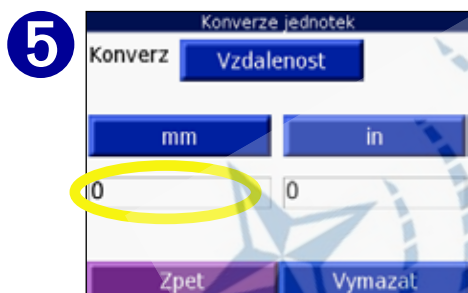 5
Konverze jednotek
Konverz Vzdalenost
mm in
0 0
Zpet Vymazat